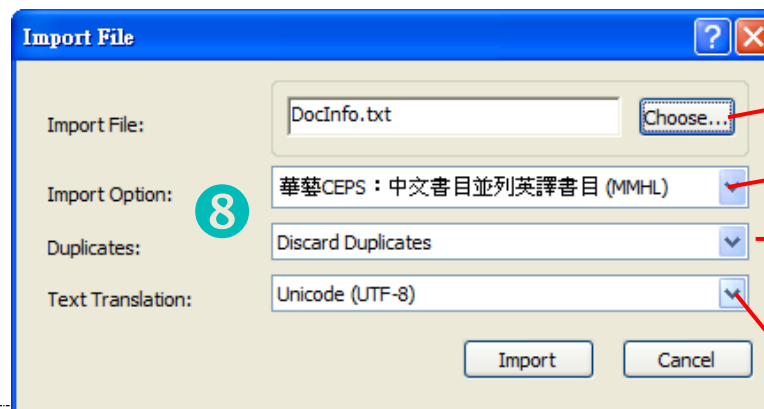 Import File
Import File:
DocInfo.txt
Choose...
Import Option:
華藝CEPS：中文書目並列英譯書目 (MMHL)
8
Duplicates:
Discard Duplicates
Text Translation:
Unicode (UTF-8)
Import
Cancel